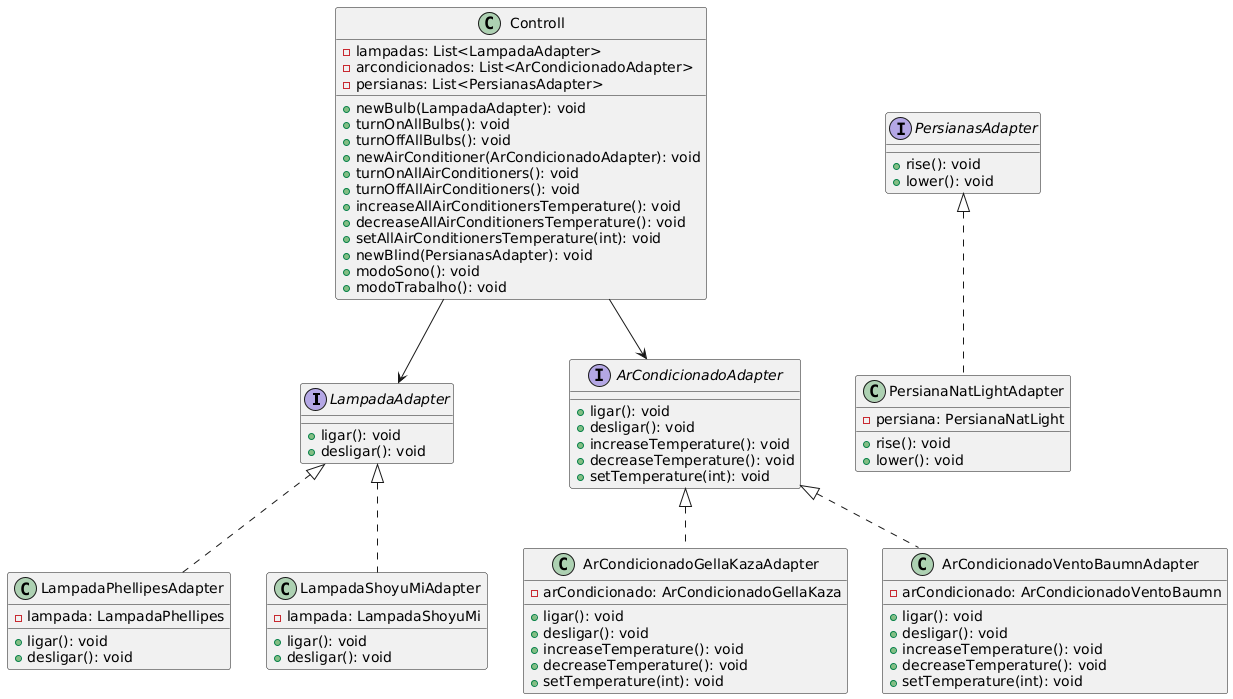 C Controll
lampadas: List<LampadaAdapter>
arcondicionados: List<ArCondicionadoAdapter>
persianas: List<PersianasAdapter>
newBulb(LampadaAdapter): void
turnOnAllBulbs(): void
turnOffAllBulbs(): void
newAirConditioner(ArCondicionadoAdapter): void
turnOnAllAirConditioners(): void
turnOffAllAirConditioners(): void
increaseAllAirConditionersTemperature(): void
decreaseAllAirConditionersTemperature(): void
setAllAirConditionersTemperature(int): void
newBlind(PersianasAdapter): void
modoSono(): void
modoTrabalho(): void
I PersianasAdapter
rise(): void
lower(): void
I LampadaAdapter
ligar(): void
desligar(): void
I ArCondicionadoAdapter
ligar(): void
desligar(): void
increaseTemperature(): void
decreaseTemperature(): void
setTemperature(int): void
C PersianaNatLightAdapter
persiana: PersianaNatLight
rise(): void
lower(): void
C LampadaPhellipesAdapter
lampada: LampadaPhellipes
ligar(): void
desligar(): void
C LampadaShoyuMiAdapter
lampada: LampadaShoyuMi
ligar(): void
desligar(): void
C ArCondicionadoGellaKazaAdapter
arCondicionado: ArCondicionadoGellaKaza
ligar(): void
desligar(): void
increaseTemperature(): void
decreaseTemperature(): void
setTemperature(int): void
C ArCondicionadoVentoBaumnAdapter
arCondicionado: ArCondicionadoVentoBaumn
ligar(): void
desligar(): void
increaseTemperature(): void
decreaseTemperature(): void
setTemperature(int): void